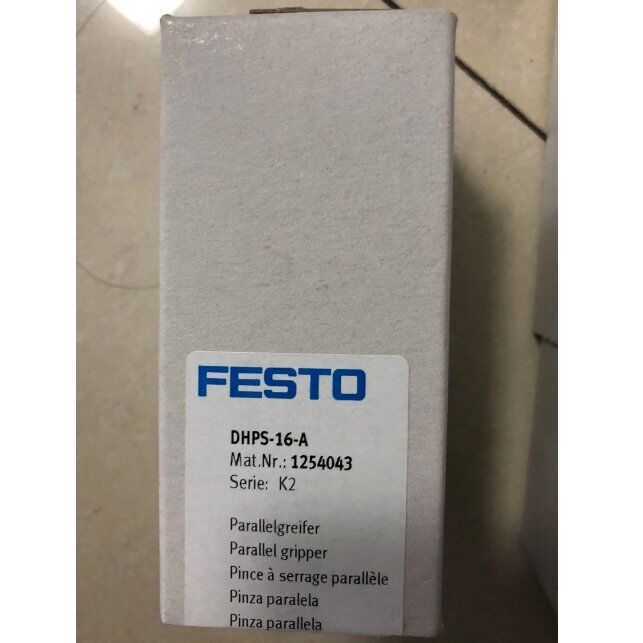 FESTO
DHPS-16-A
Mat.Nr.: 1254043
Serie: K2
Parallelgreifer
Parallel gripper
Pince à serrage parallèle
Pinza paralela
Pinza parallela